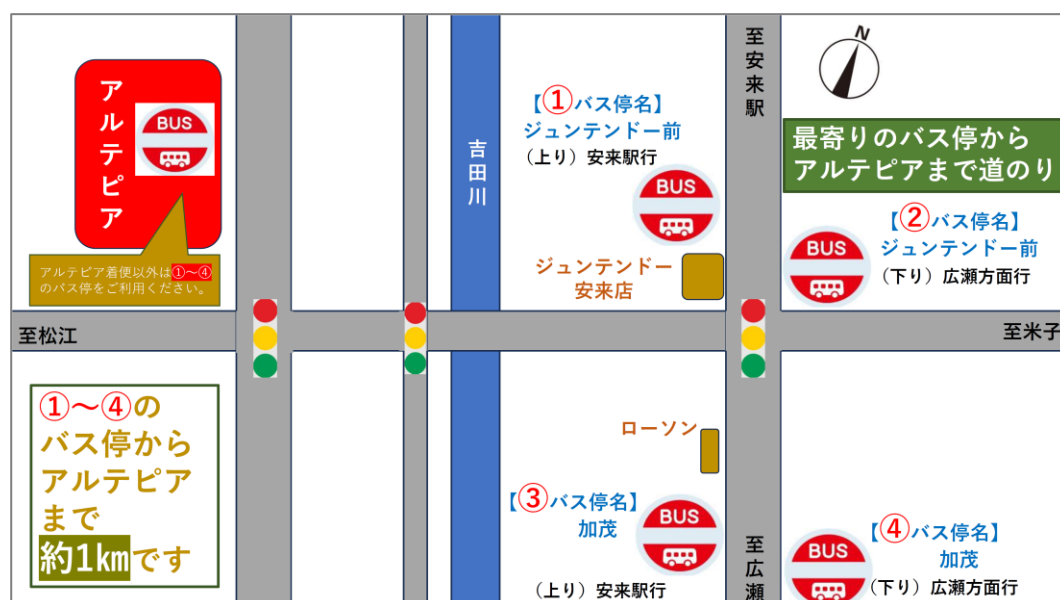 アルテピア
BUS
アルテピア着便以外は①～④
のバス停をご利用ください。
吉田川
【①バス停名】
ジュンテンドー前
（上り）安来駅行
BUS
ジュンテンドー
安来店
至安来駅
N
最寄りのバス停から
アルテピアまで道のり
【②バス停名】
ジュンテンドー前
（下り）広瀬方面行
BUS
至松江
至米子
①～④の
バス停から
アルテピア
まで
約1kmです
ローソン
【③バス停名】
加茂
（上り）安来駅行
BUS
至広瀬
【④バス停名】
加茂
（下り）広瀬方面行
BUS